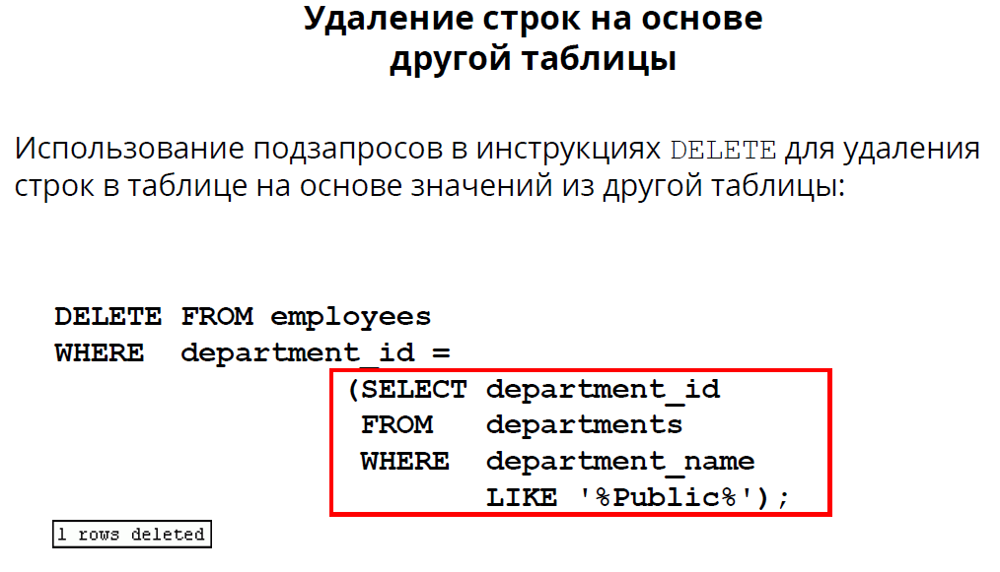 Удаление строк на основе
другой таблицы
Использование подзапросов в инструкциях DELETE для удаления
строк в таблице на основе значений из другой таблицы:
DELETE FROM employees
WHERE department_id =
(SELECT department_id
FROM departments
WHERE department_name
LIKE '%Public%');
1 rows deleted